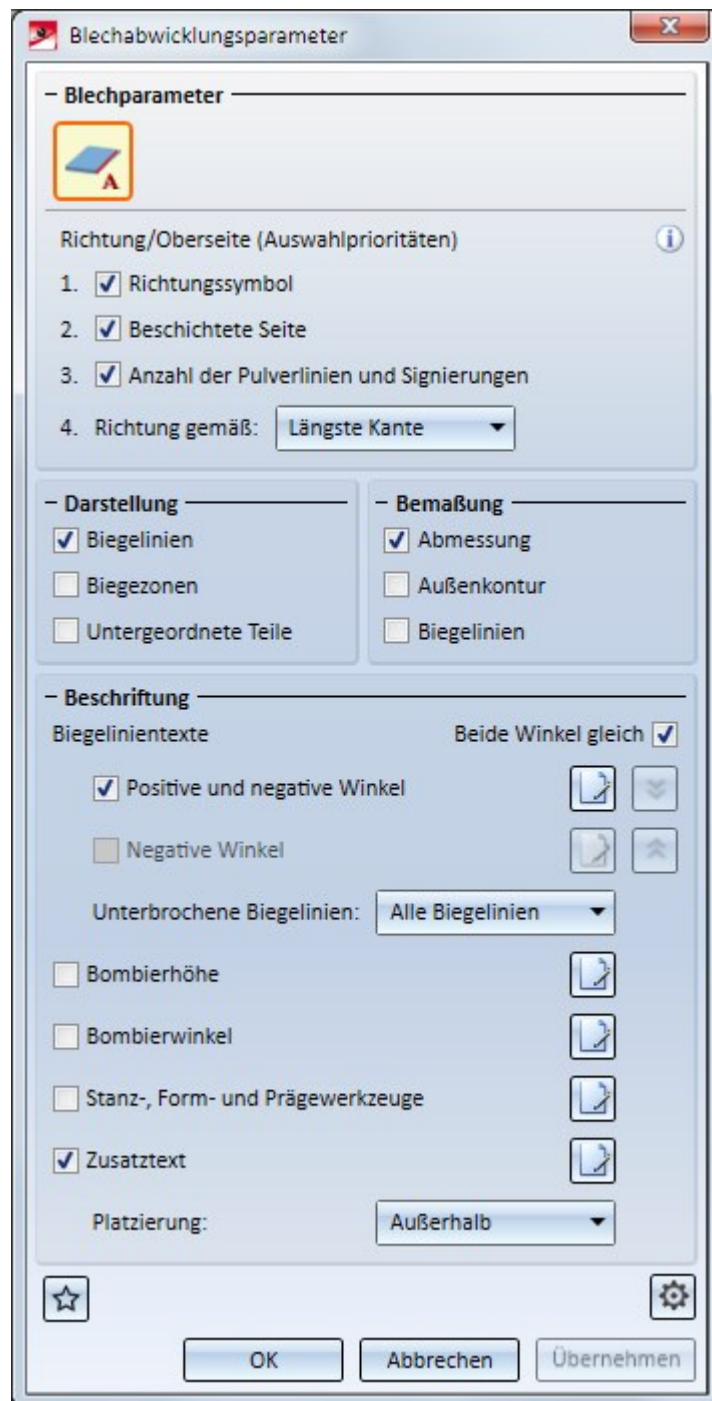 Blechabwicklungsparameter
Blechparameter
A
Richtung/Oberseite (Auswahlprioritäten)
1. Richtungssymbol
2. Beschichtete Seite
3. Anzahl der Pulverlinien und Signierungen
4. Richtung gemäß: Längste Kante
Darstellung
Biegelinien
Biegezonen
Untergeordnete Teile
Bemaßung
Abmessung
Außenkontur
Biegelinien
Beschriftung
Biegelinientexte Beide Winkel gleich
Positive und negative Winkel
Negative Winkel
Unterbrochene Biegelinien: Alle Biegelinien
Bombierhöhe
Bombierwinkel
Stanz-, Form- und Prägewerkzeuge
Zusatztext
Platzierung: Außerhalb
OK Abbrechen Übernehmen